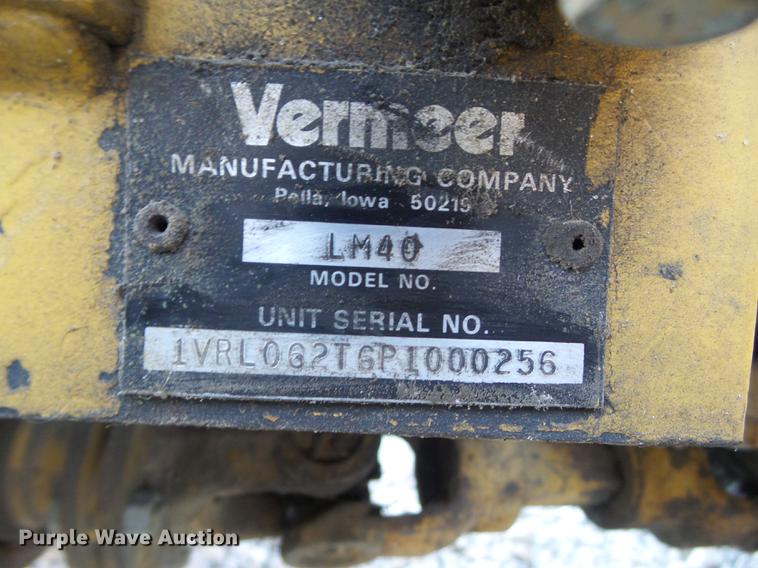 Vermeer
MANUFACTURING COMPANY
Pella, Iowa 50219
LM40
MODEL NO.
UNIT SERIAL NO.
1VRL062T6P1000256
Purple Wave Auction